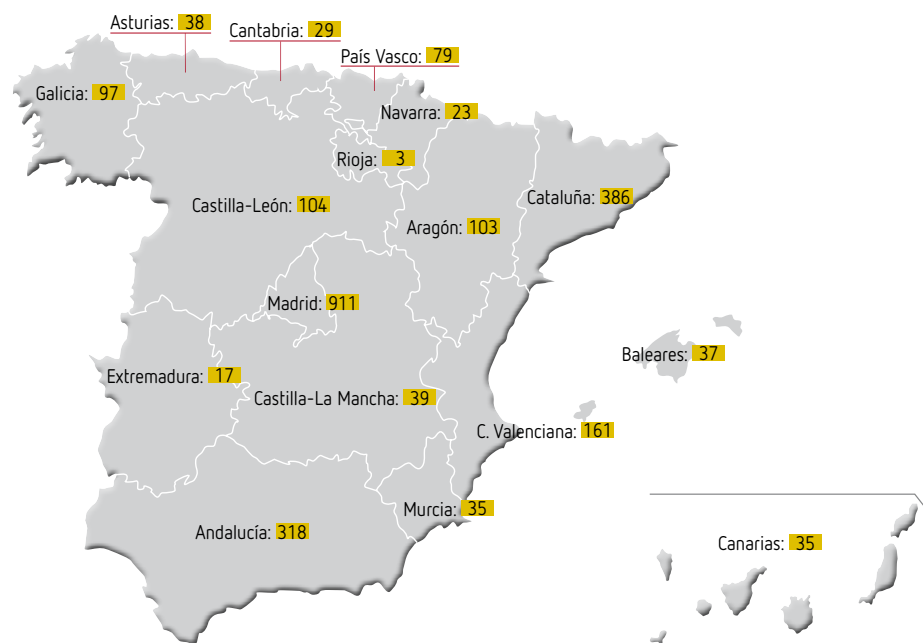 Asturias: 38
Cantabria: 29
País Vasco: 79
Galicia: 97
Navarra: 23
Rioja: 3
Cataluña: 386
Castilla-León: 104
Aragón: 103
Madrid: 911
Baleares: 37
Extremadura: 17
Castilla-La Mancha: 39
C. Valenciana: 161
Murcia: 35
Andalucía: 318
Canarias: 35